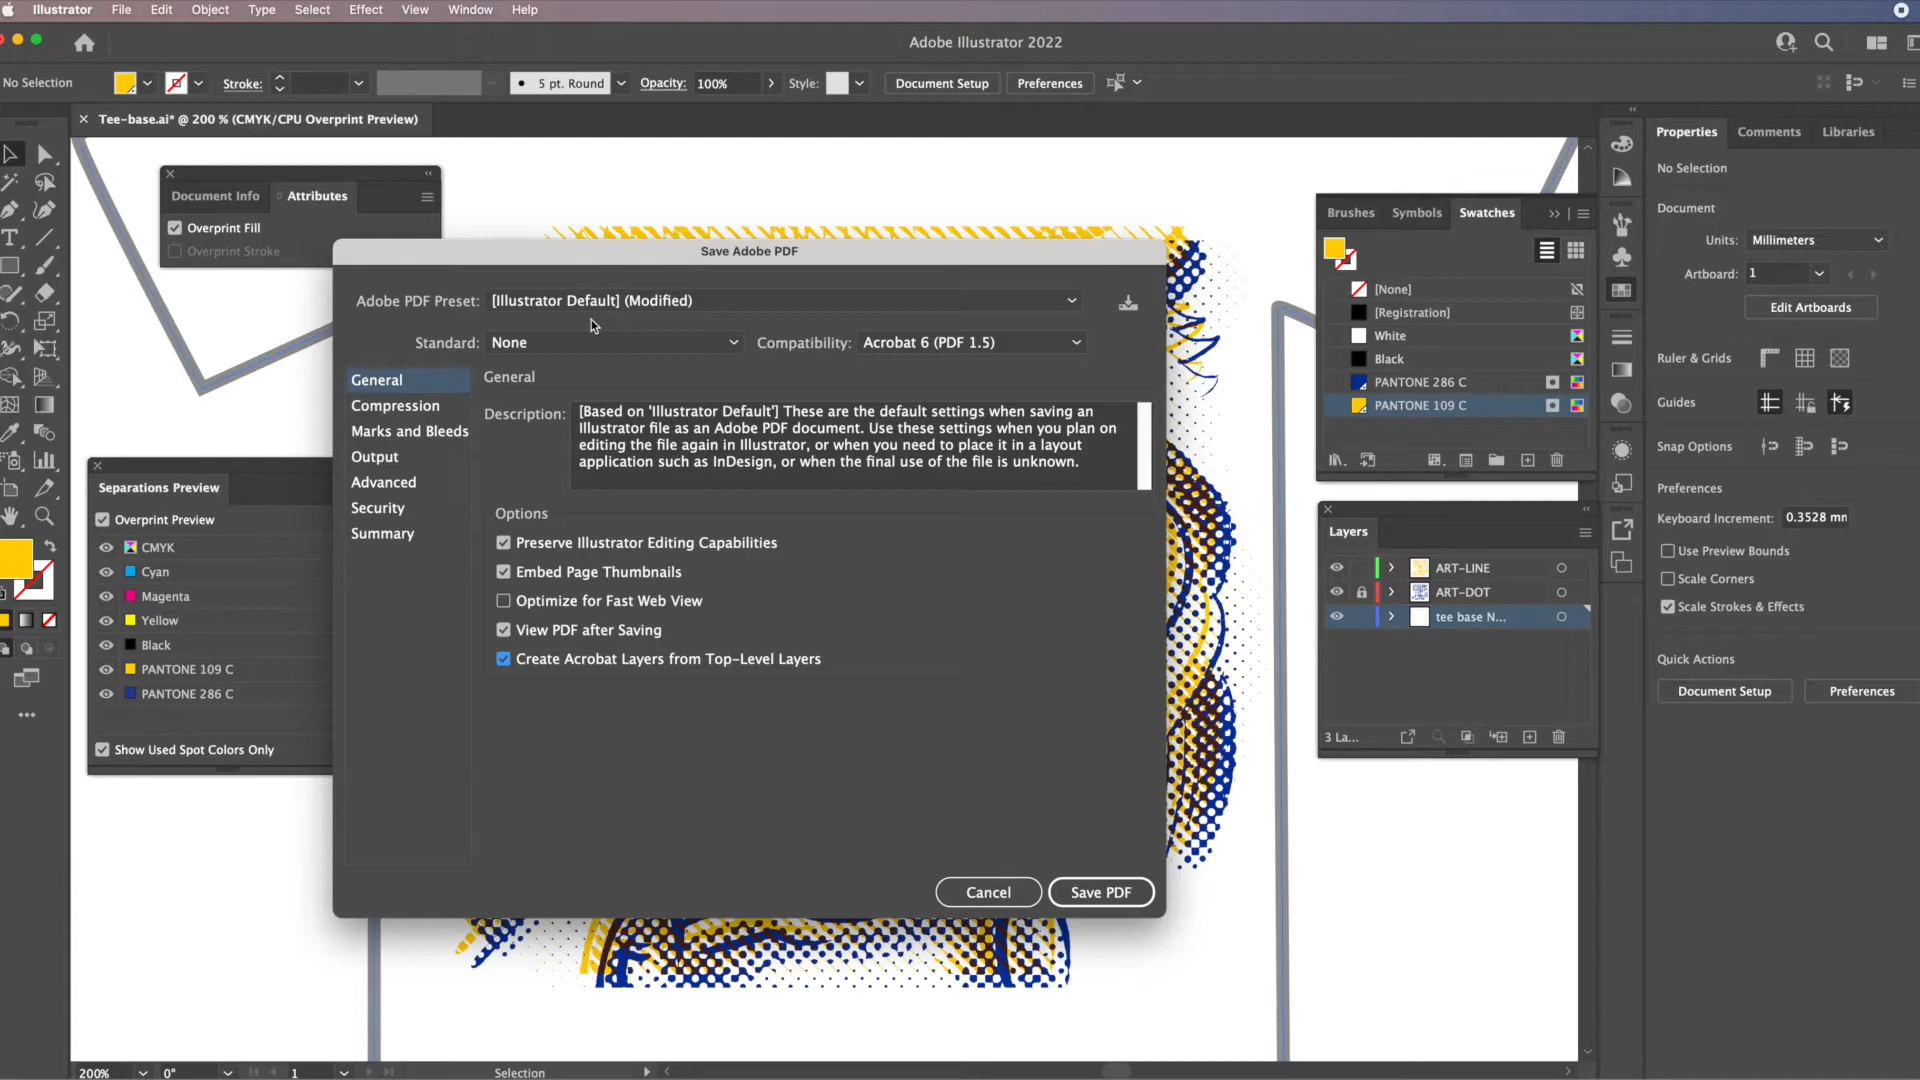 Illustrator File Edit Object Type Select Effect View Window Help
Adobe Illustrator 2022
No Selection
Stroke:
5 pt. Round
Opacity: 100%
Style:
Document Setup
Preferences
Tee-base.ai* @ 200 % (CMYK/CPU Overprint Preview)
Document Info
Attributes
Overprint Fill
Overprint Stroke
Separations Preview
Overprint Preview
CMYK
Cyan
Magenta
Yellow
Black
PANTONE 109 C
PANTONE 286 C
Show Used Spot Colors Only
Save Adobe PDF
Adobe PDF Preset: [Illustrator Default] (Modified)
Standard: None
Compatibility: Acrobat 6 (PDF 1.5)
General
Compression
Marks and Bleeds
Output
Advanced
Security
Summary
General
Description:
[Based on 'Illustrator Default'] These are the default settings when saving an
Illustrator file as an Adobe PDF document. Use these settings when you plan on
editing the file again in Illustrator, or when you need to place it in a layout
application such as InDesign, or when the final use of the file is unknown.
Options
Preserve Illustrator Editing Capabilities
Embed Page Thumbnails
Optimize for Fast Web View
View PDF after Saving
Create Acrobat Layers from Top-Level Layers
Cancel
Save PDF
Brushes Symbols Swatches
[None]
[Registration]
White
Black
PANTONE 286 C
PANTONE 109 C
Layers
ART-LINE
ART-DOT
tee base N...
3 La...
Properties Comments Libraries
No Selection
Document
Units: Millimeters
Artboard: 1
Edit Artboards
Ruler & Grids
Guides
Snap Options
Preferences
Keyboard Increment: 0.3528 mm
Use Preview Bounds
Scale Corners
Scale Strokes & Effects
Quick Actions
Document Setup
Preferences
200%
0°
1
Selection